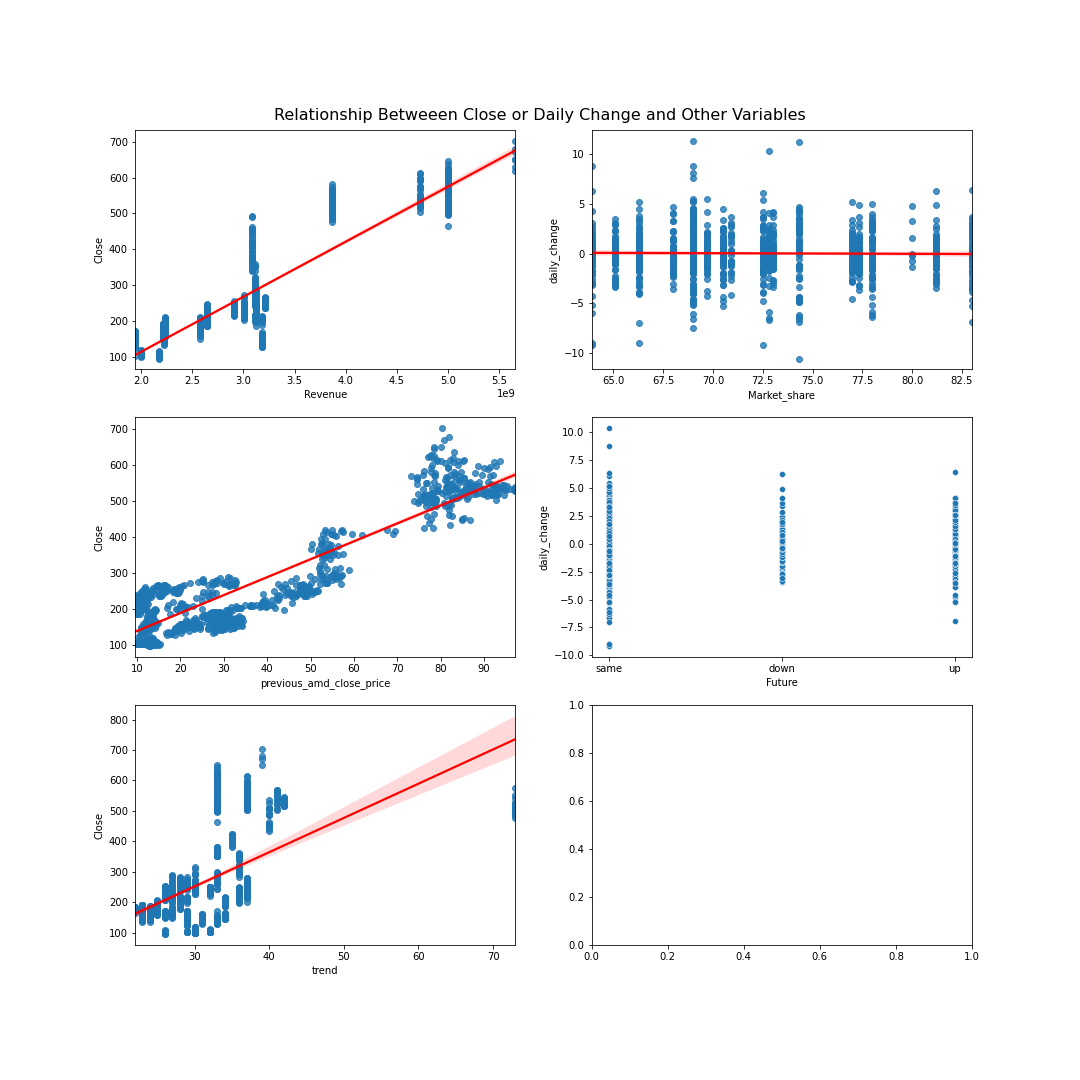 Relationship Betweeen Close or Daily Change and Other Variables
700
600
500
400
300
200
100
Close
2.0 2.5 3.0 3.5 4.0 4.5 5.0 5.5
1e9
Revenue
10
5
0
−5
−10
daily_change
65.0 67.5 70.0 72.5 75.0 77.5 80.0 82.5
Market_share
700
600
500
400
300
200
100
Close
10 20 30 40 50 60 70 80 90
previous_amd_close_price
10.0
7.5
5.0
2.5
0.0
−2.5
−5.0
−7.5
−10.0
daily_change
same down up
Future
800
700
600
500
400
300
200
100
Close
30 40 50 60 70
trend
1.0
0.8
0.6
0.4
0.2
0.0
0.0 0.2 0.4 0.6 0.8 1.0